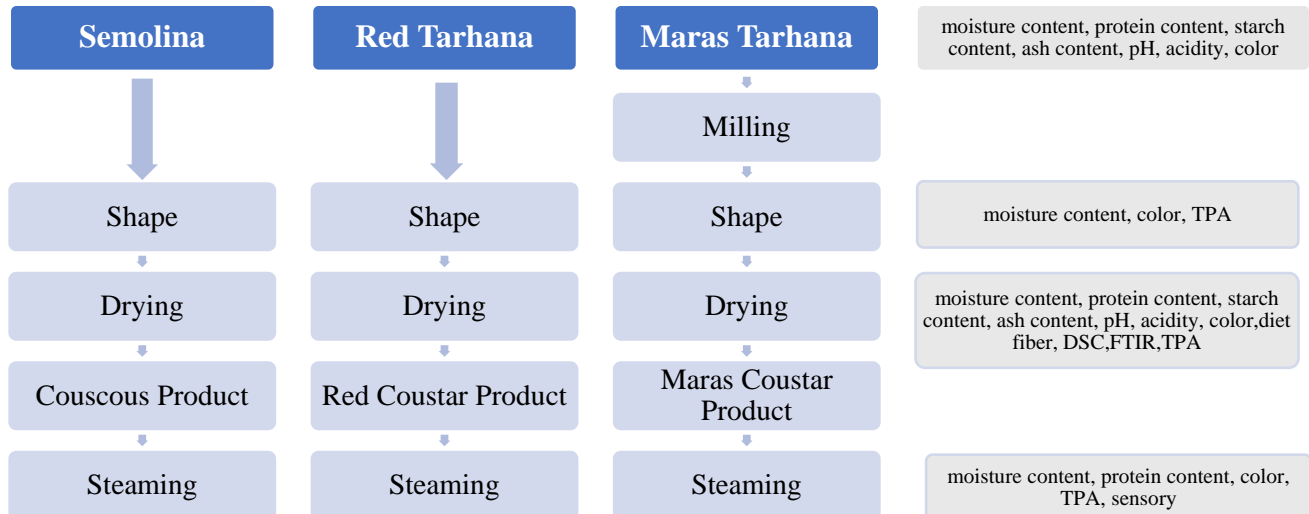 Semolina
Red Tarhana
Maras Tarhana
moisture content, protein content, starch
content, ash content, pH, acidity, color
Milling
Shape
Shape
Shape
moisture content, color, TPA
Drying
Drying
Drying
moisture content, protein content, starch
content, ash content, pH, acidity, color,diet
fiber, DSC,FTIR,TPA
Couscous Product
Red Coustar Product
Maras Coustar
Product
Steaming
Steaming
Steaming
moisture content, protein content, color,
TPA, sensory